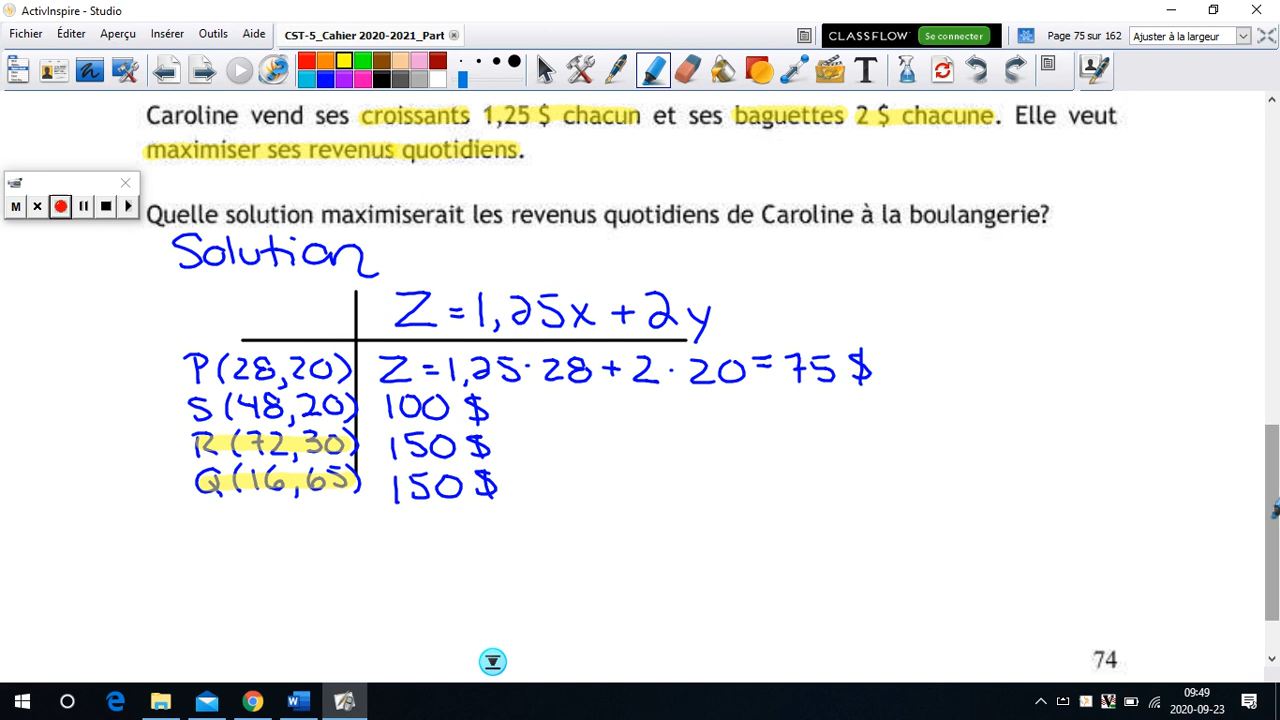 ActivInspire - Studio
Fichier Éditer Aperçu Insérer Outils Aide CST-5_Cahier 2020-2021_Part CLASSFLOW Se connecter Page 75 sur 162 Ajuster à la largeur
Caroline vend ses croissants 1,25 $ chacun et ses baguettes 2 $ chacune. Elle veut
maximiser ses revenus quotidiens.
M
Quelle solution maximiserait les revenus quotidiens de Caroline à la boulangerie?
Solution
Z = 1,25x + 2y
P(28,20) Z = 1,25 · 28 + 2 · 20 = 75 $
S(48,20) 100 $
R(72,30) 150 $
Q(16,65) 150 $
74
09:49
2020-09-23